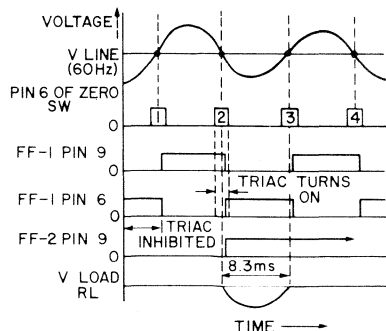 VOLTAGE
V LINE
(60Hz)
PIN 6 OF ZERO
SW
0
1
2
3
4
FF-1 PIN 9
0
TRIAC TURNS
ON
FF-1 PIN 6
0
TRIAC
INHIBITED
FF-2 PIN 9
0
8.3ms
V LOAD
RL
TIME